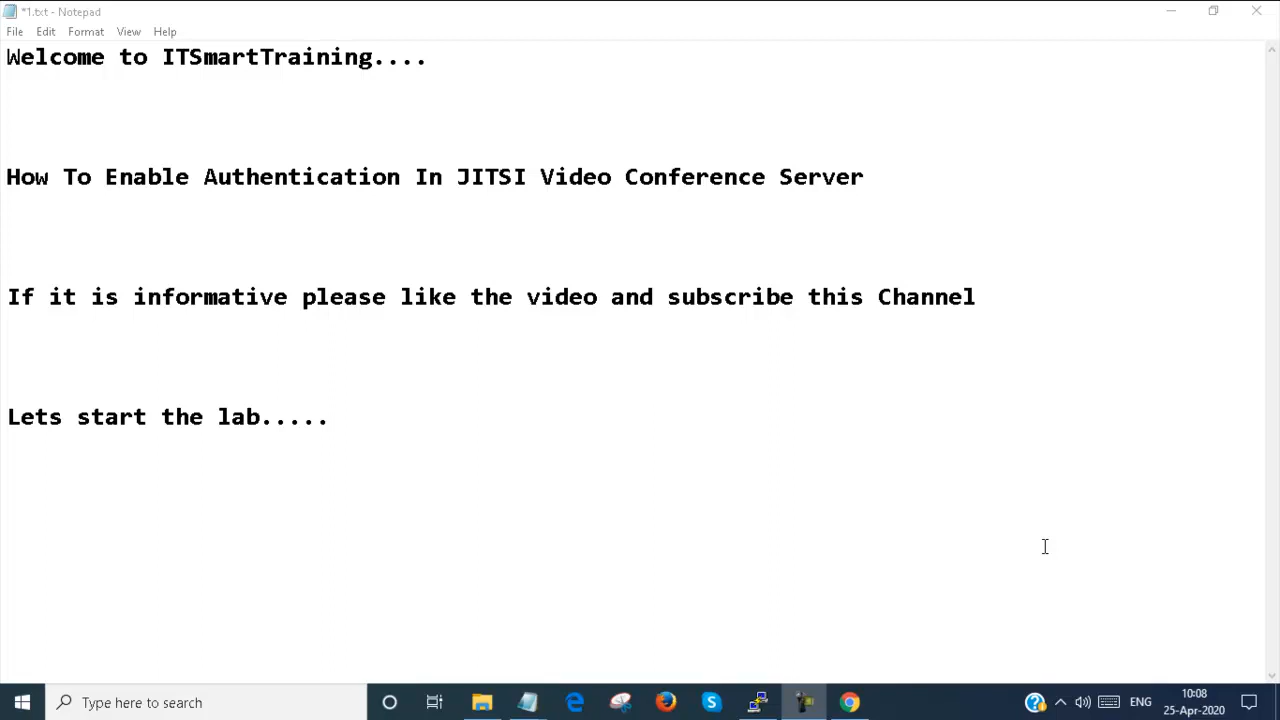 *1.txt - Notepad
File Edit Format View Help
Welcome to ITSmartTraining....
How To Enable Authentication In JITSI Video Conference Server
If it is informative please like the video and subscribe this Channel
Lets start the lab.....
Type here to search
ENG
10:08
25-Apr-2020